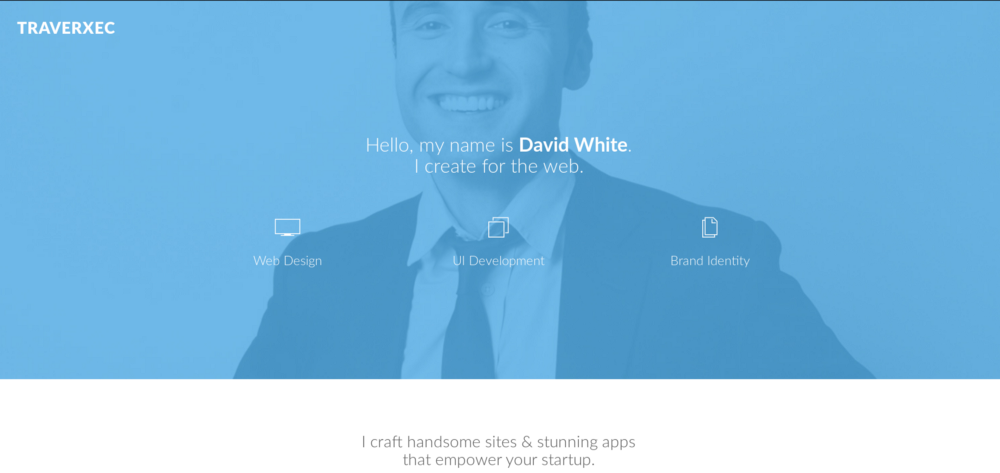 TRAVERXEC
Hello, my name is David White.
I create for the web.
Web Design
UI Development
Brand Identity
I craft handsome sites & stunning apps
that empower your startup.